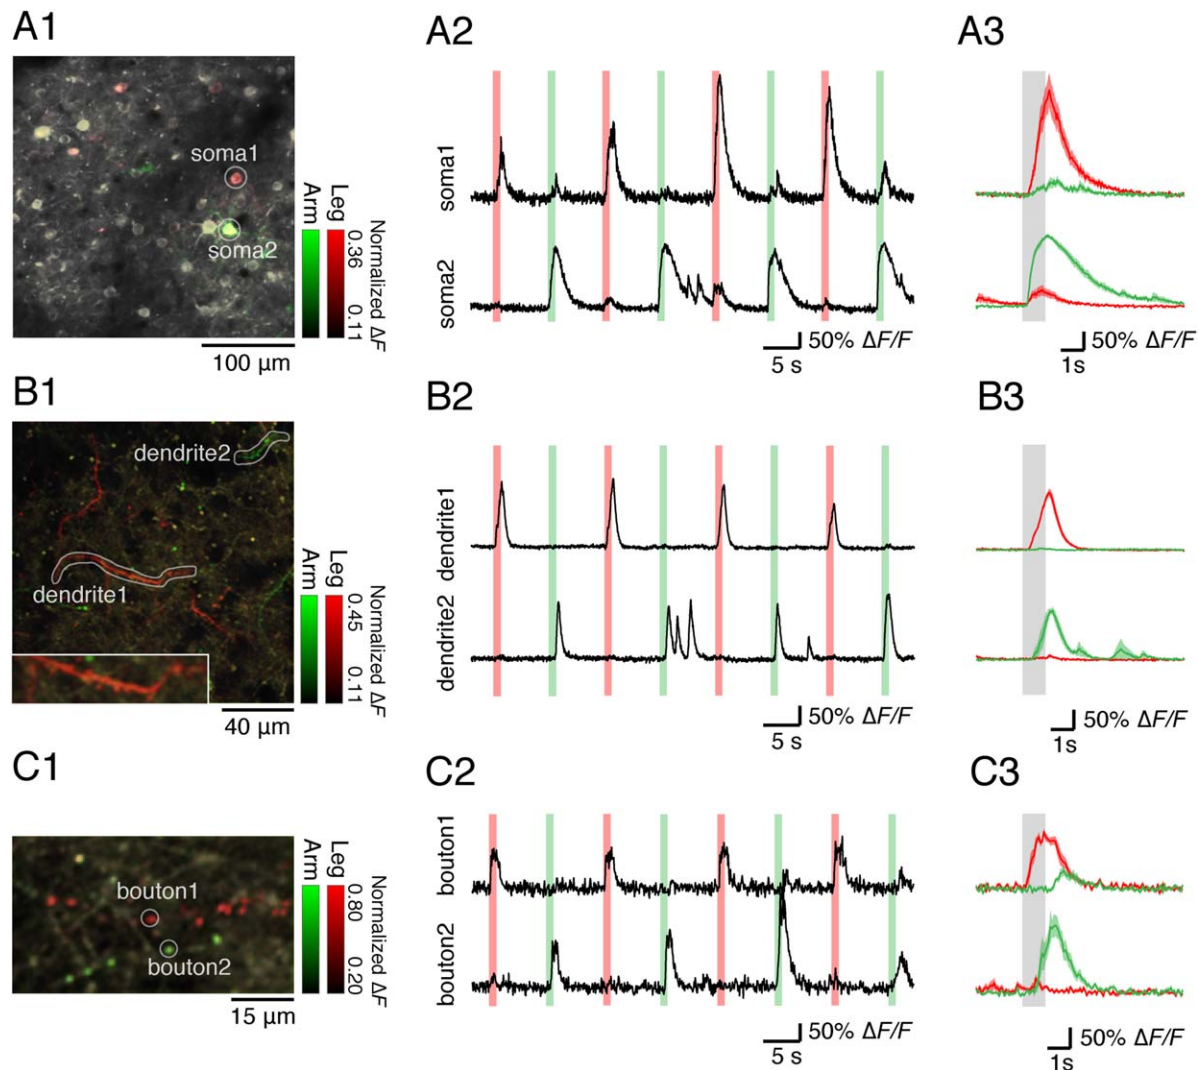 A1
soma1
soma2
Arm
Leg
Normalized ΔF
0.36
0.11
100 μm
A2
soma1
soma2
50% ΔF/F
5 s
A3
50% ΔF/F
1s
B1
dendrite2
dendrite1
Arm
Leg
Normalized ΔF
0.45
0.11
40 μm
B2
dendrite1
dendrite2
50% ΔF/F
5 s
B3
50% ΔF/F
1s
C1
bouton1
bouton2
Arm
Leg
Normalized ΔF
0.80
0.20
15 μm
C2
bouton1
bouton2
50% ΔF/F
5 s
C3
50% ΔF/F
1s